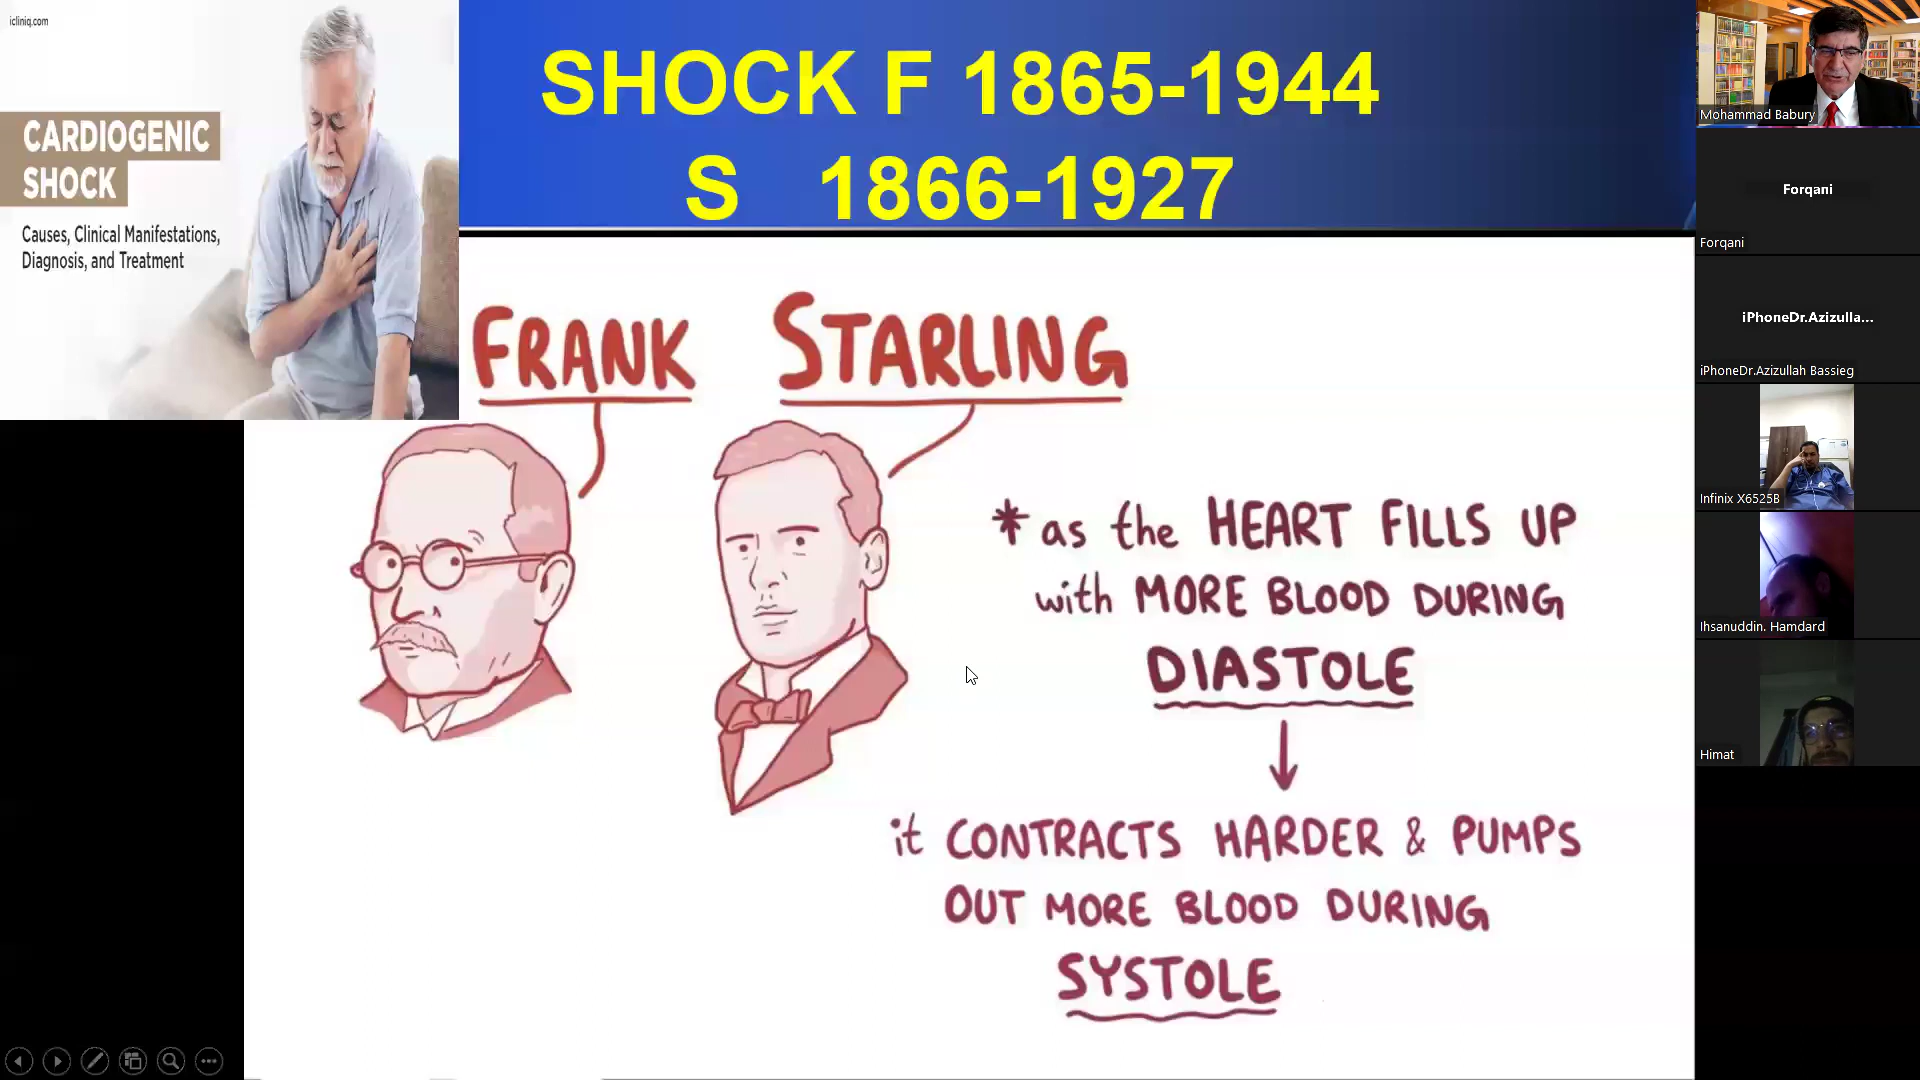 icliniq.com
CARDIOGENIC
SHOCK
Causes, Clinical Manifestations,
Diagnosis, and Treatment
SHOCK F 1865-1944
S 1866-1927
FRANK STARLING
* as the HEART FILLS UP
with MORE BLOOD DURING
DIASTOLE
it CONTRACTS HARDER & PUMPS
OUT MORE BLOOD DURING
SYSTOLE
Mohammad Babury
Forqani
Forqani
iPhoneDr.Azizulla...
iPhoneDr.Azizullah Bassieg
Infinix X6525B
Ihsanuddin. Hamdard
Himat